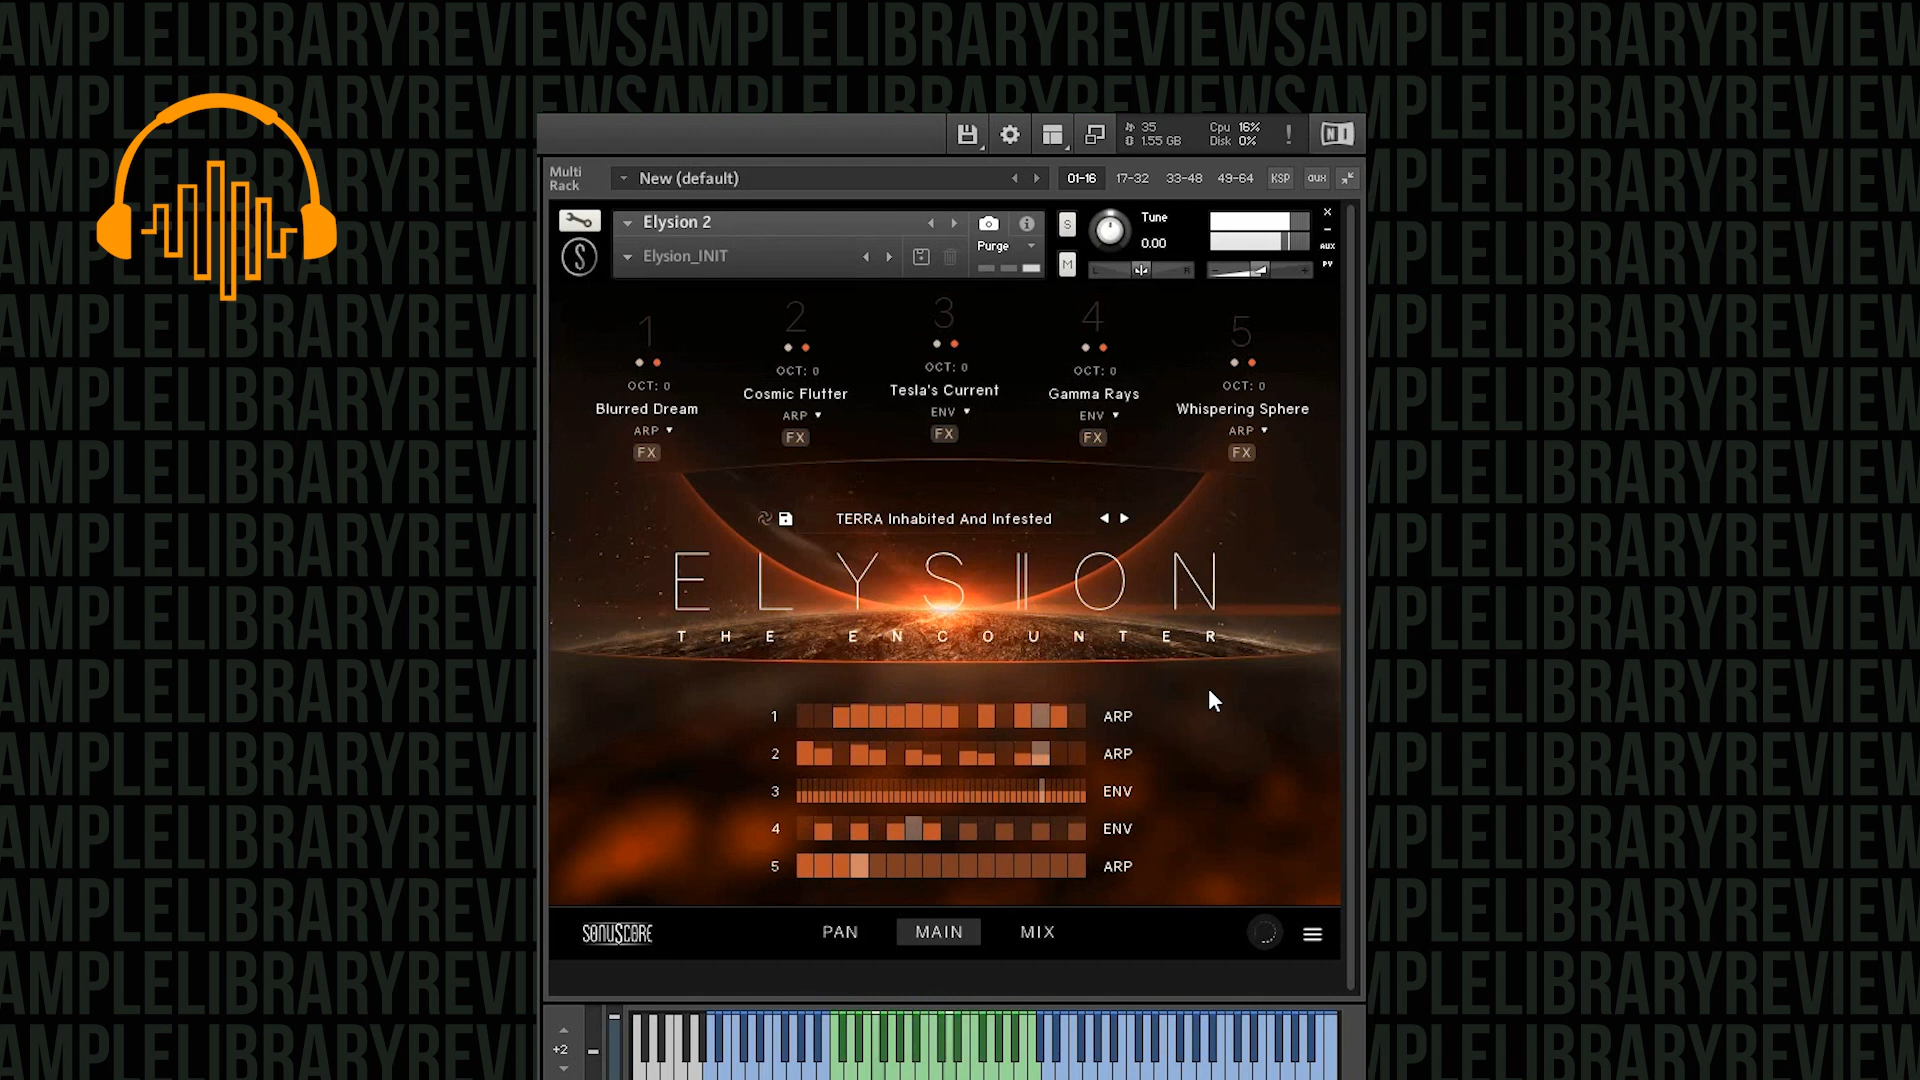 AMPLELIBRARYREVIEWSAMPLELIBRARYREVIEWSAMPLELIBRARYREVIEW
35
1.55 GB
Cpu 16%
Disk 0%
!
NI
Multi
Rack
New (default)
01-16
17-32
33-48
49-64
KSP
aux
Elysion 2
Elysion_INIT
Purge
S
M
Tune
0.00
L
R
AUX
PV
1
2
3
4
5
OCT: 0
OCT: 0
OCT: 0
OCT: 0
OCT: 0
Blurred Dream
Cosmic Flutter
Tesla's Current
Gamma Rays
Whispering Sphere
ARP
ARP
ENV
ENV
ARP
FX
FX
FX
FX
FX
TERRA Inhabited And Infested
ELYSION
THE ENCOUNTER
1 ARP
2 ARP
3 ENV
4 ENV
5 ARP
SONUSCORE
PAN
MAIN
MIX
+2